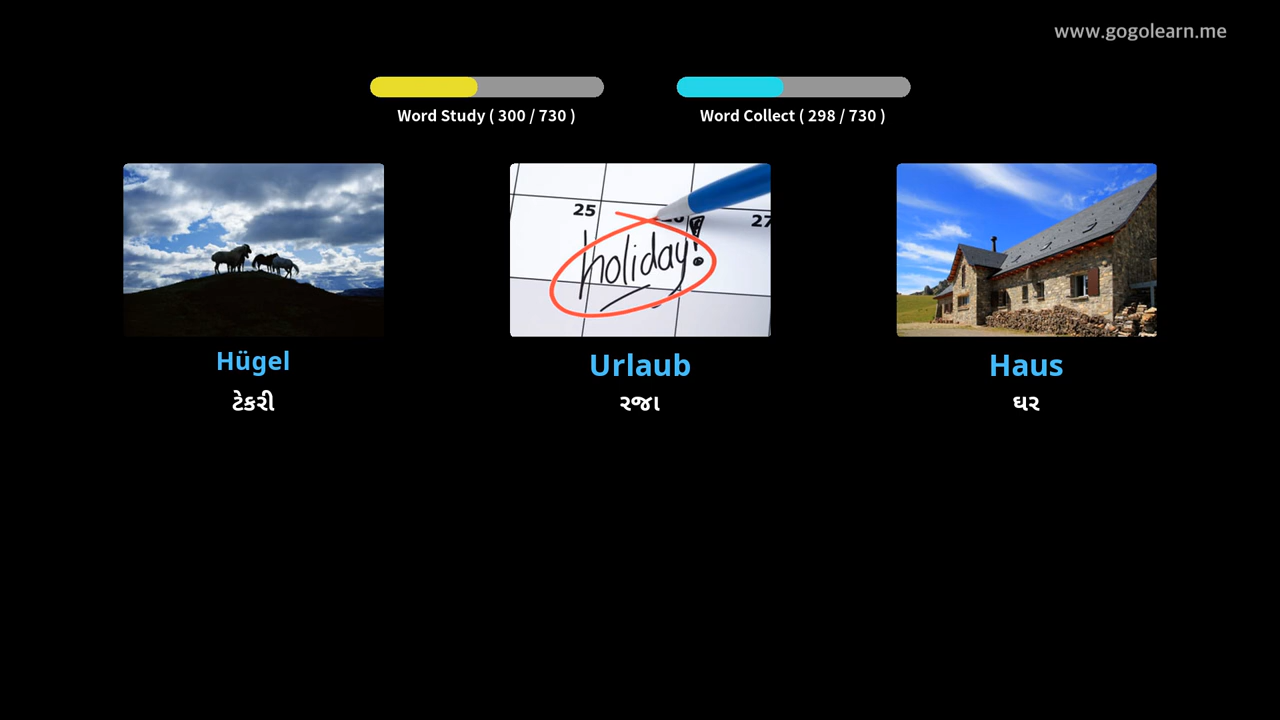 www.gogolearn.me
Word Study ( 300 / 730 )
Word Collect ( 298 / 730 )
25
27
holiday!
Hügel
Urlaub
Haus
ટેકરી
રજા
ઘર